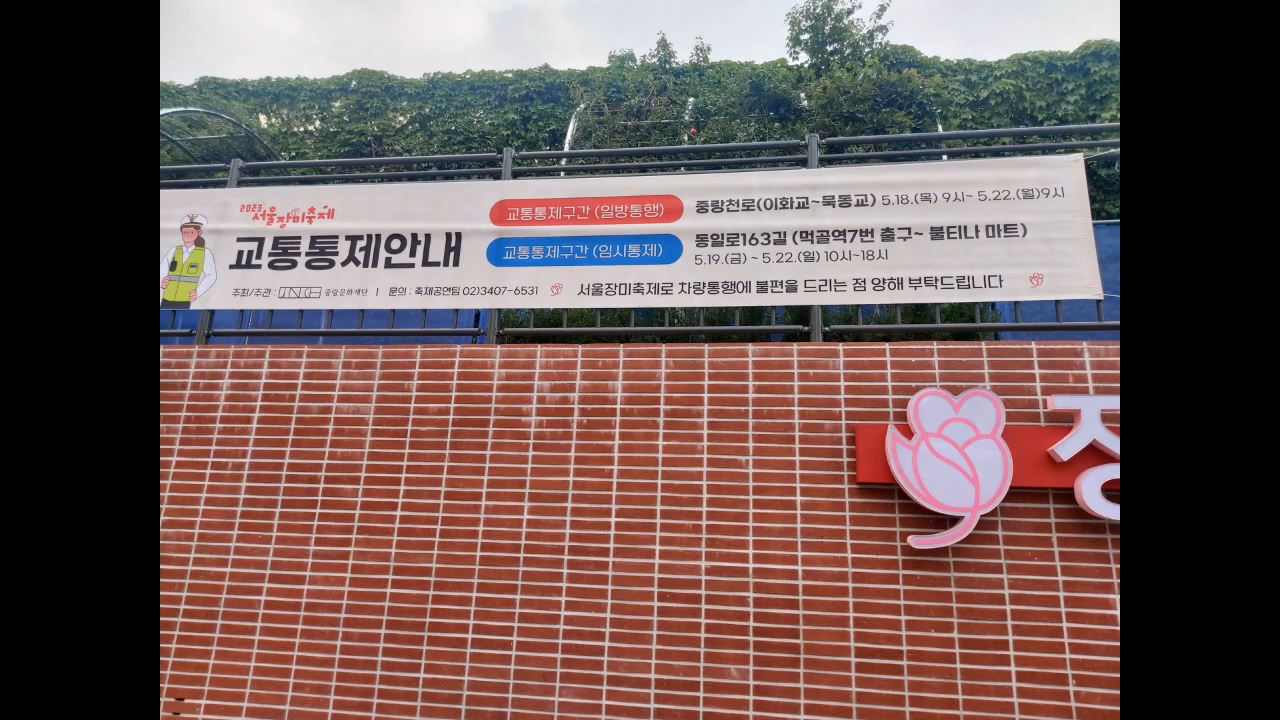 2023 서울장미축제
교통통제안내
주최/주관 : 중랑문화재단 | 문의 : 축제공연팀 02)3407-6531
교통통제구간 (일방통행) 중랑천로(이화교~묵동교) 5.18.(목) 9시~ 5.22.(월)9시
교통통제구간 (임시통제) 동일로163길 (먹골역7번 출구~ 불티나 마트)
5.19.(금) ~ 5.22.(일) 10시~18시
서울장미축제로 차량통행에 불편을 드리는 점 양해 부탁드립니다